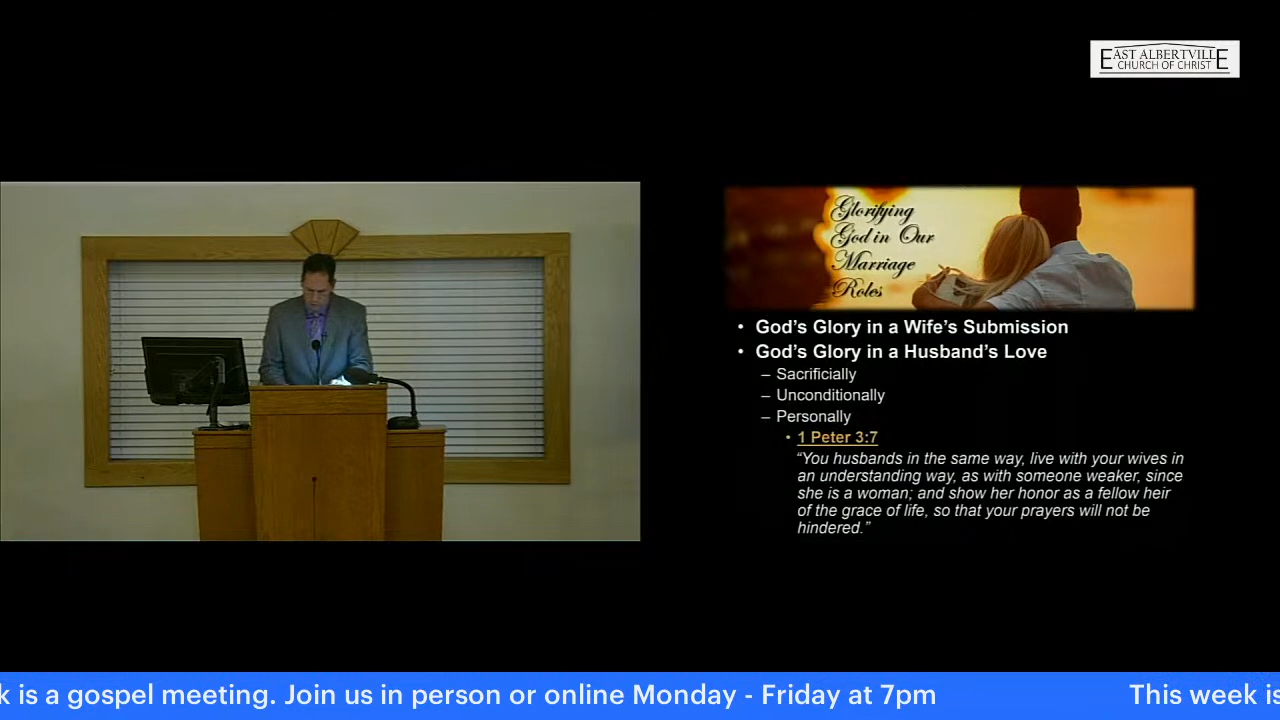 EAST ALBERTVILLE
CHURCH OF CHRIST
Glorifying
God in Our
Marriage
Roles
• God's Glory in a Wife's Submission
• God's Glory in a Husband's Love
– Sacrificially
– Unconditionally
– Personally
• 1 Peter 3:7
“You husbands in the same way, live with your wives in
an understanding way, as with someone weaker, since
she is a woman; and show her honor as a fellow heir
of the grace of life, so that your prayers will not be
hindered.”
k is a gospel meeting. Join us in person or online Monday - Friday at 7pm This week is